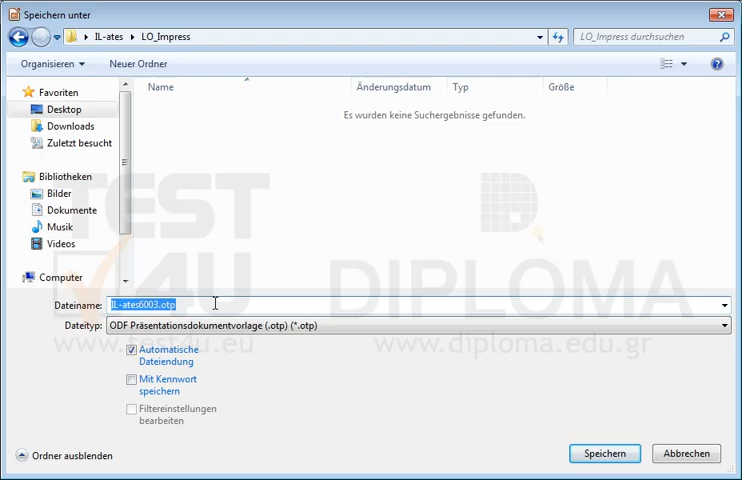 Speichern unter
IL-ates
LO_Impress
LO_Impress durchsuchen
Organisieren
Neuer Ordner
Favoriten
Desktop
Downloads
Zuletzt besucht
Bibliotheken
Bilder
Dokumente
Musik
Videos
Computer
Name
Änderungsdatum
Typ
Größe
Es wurden keine Suchergebnisse gefunden.
TEST
4U
DIPLOMA
www.test4u.eu
www.diploma.edu.gr
Dateiname:
IL-ates6003.otp
Dateityp:
ODF Präsentationsdokumentvorlage (.otp) (*.otp)
Automatische
Dateiendung
Mit Kennwort
speichern
Filtereinstellungen
bearbeiten
Ordner ausblenden
Speichern
Abbrechen